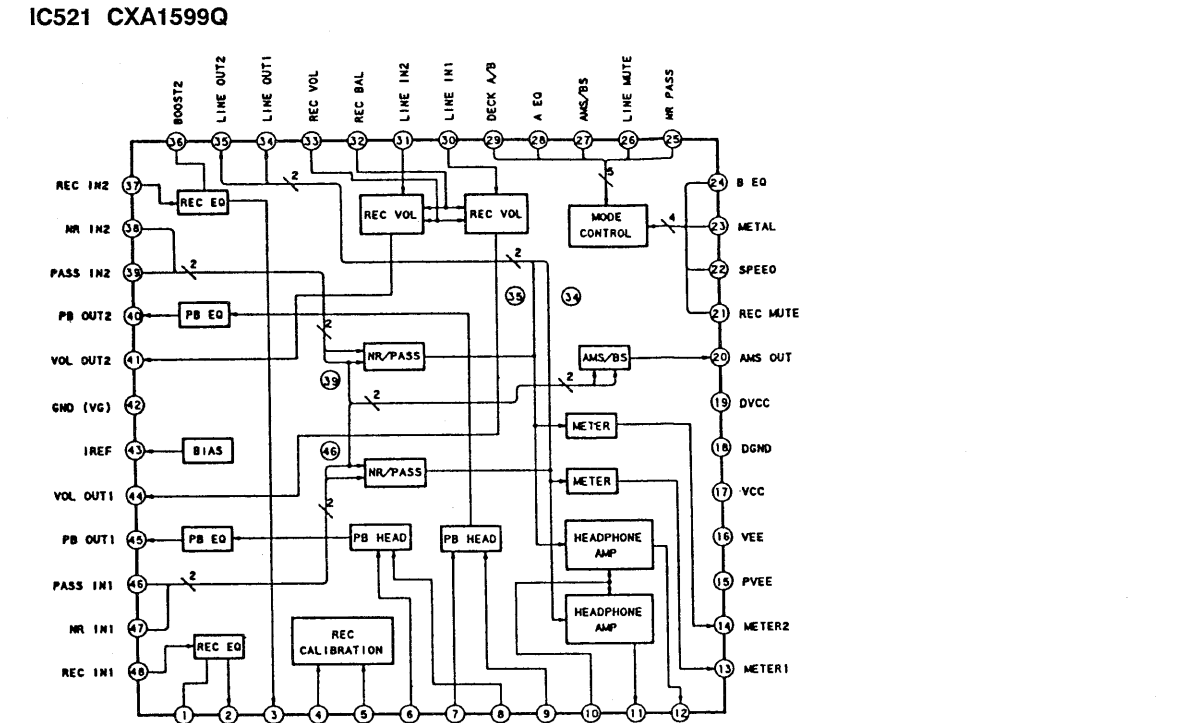 IC521 CXA1599Q
BOOST2
LINE OUT2
LINE OUT1
REC VOL
REC BAL
LINE IN2
LINE IN1
DECK A/B
A EQ
AMS/BS
LINE MUTE
NR PASS
36 35 34 33 32 31 30 29 28 27 26 25
REC IN2 37
NR IN2 38
PASS IN2 39
PB OUT2 40
VOL OUT2 41
GND (VG) 42
IREF 43
VOL OUT1 44
PB OUT1 45
PASS IN1 46
NR IN1 47
REC IN1 48
24 B EQ
23 METAL
22 SPEED
21 REC MUTE
20 AMS OUT
19 DVCC
18 DGND
17 VCC
16 VEE
15 PVEE
14 METER2
13 METER1
2
5
REC EQ
REC VOL
REC VOL
MODE
CONTROL
4
2
2
35
34
PB EQ
2
NR/PASS
AMS/BS
39
2
2
METER
BIAS
46
NR/PASS
METER
2
PB EQ
PB HEAD
PB HEAD
HEADPHONE
AMP
2
HEADPHONE
AMP
REC EQ
REC
CALIBRATION
1 2 3 4 5 6 7 8 9 10 11 12